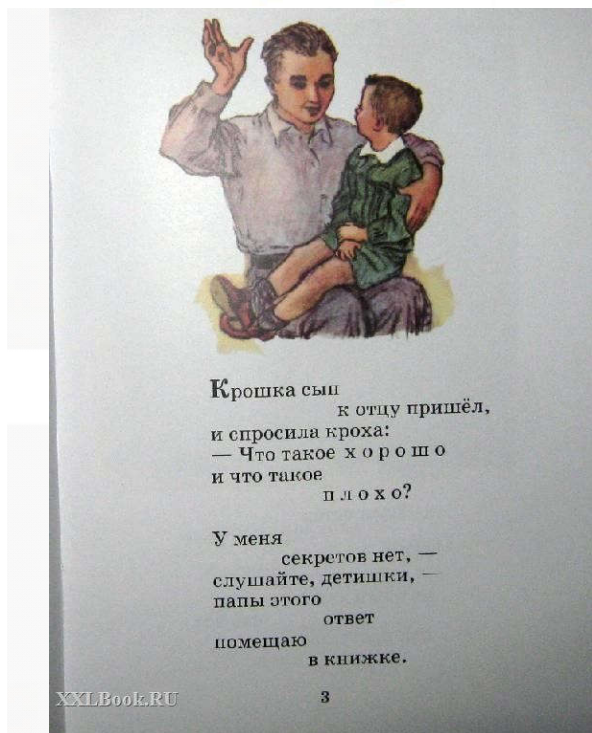 Крошка сын
к отцу пришёл,
и спросила кроха:
— Что такое хорошо
и что такое
плохо?
У меня
секретов нет, —
слушайте, детишки, —
папы этого
ответ
помещаю
в книжке.
3
XXLBook.RU